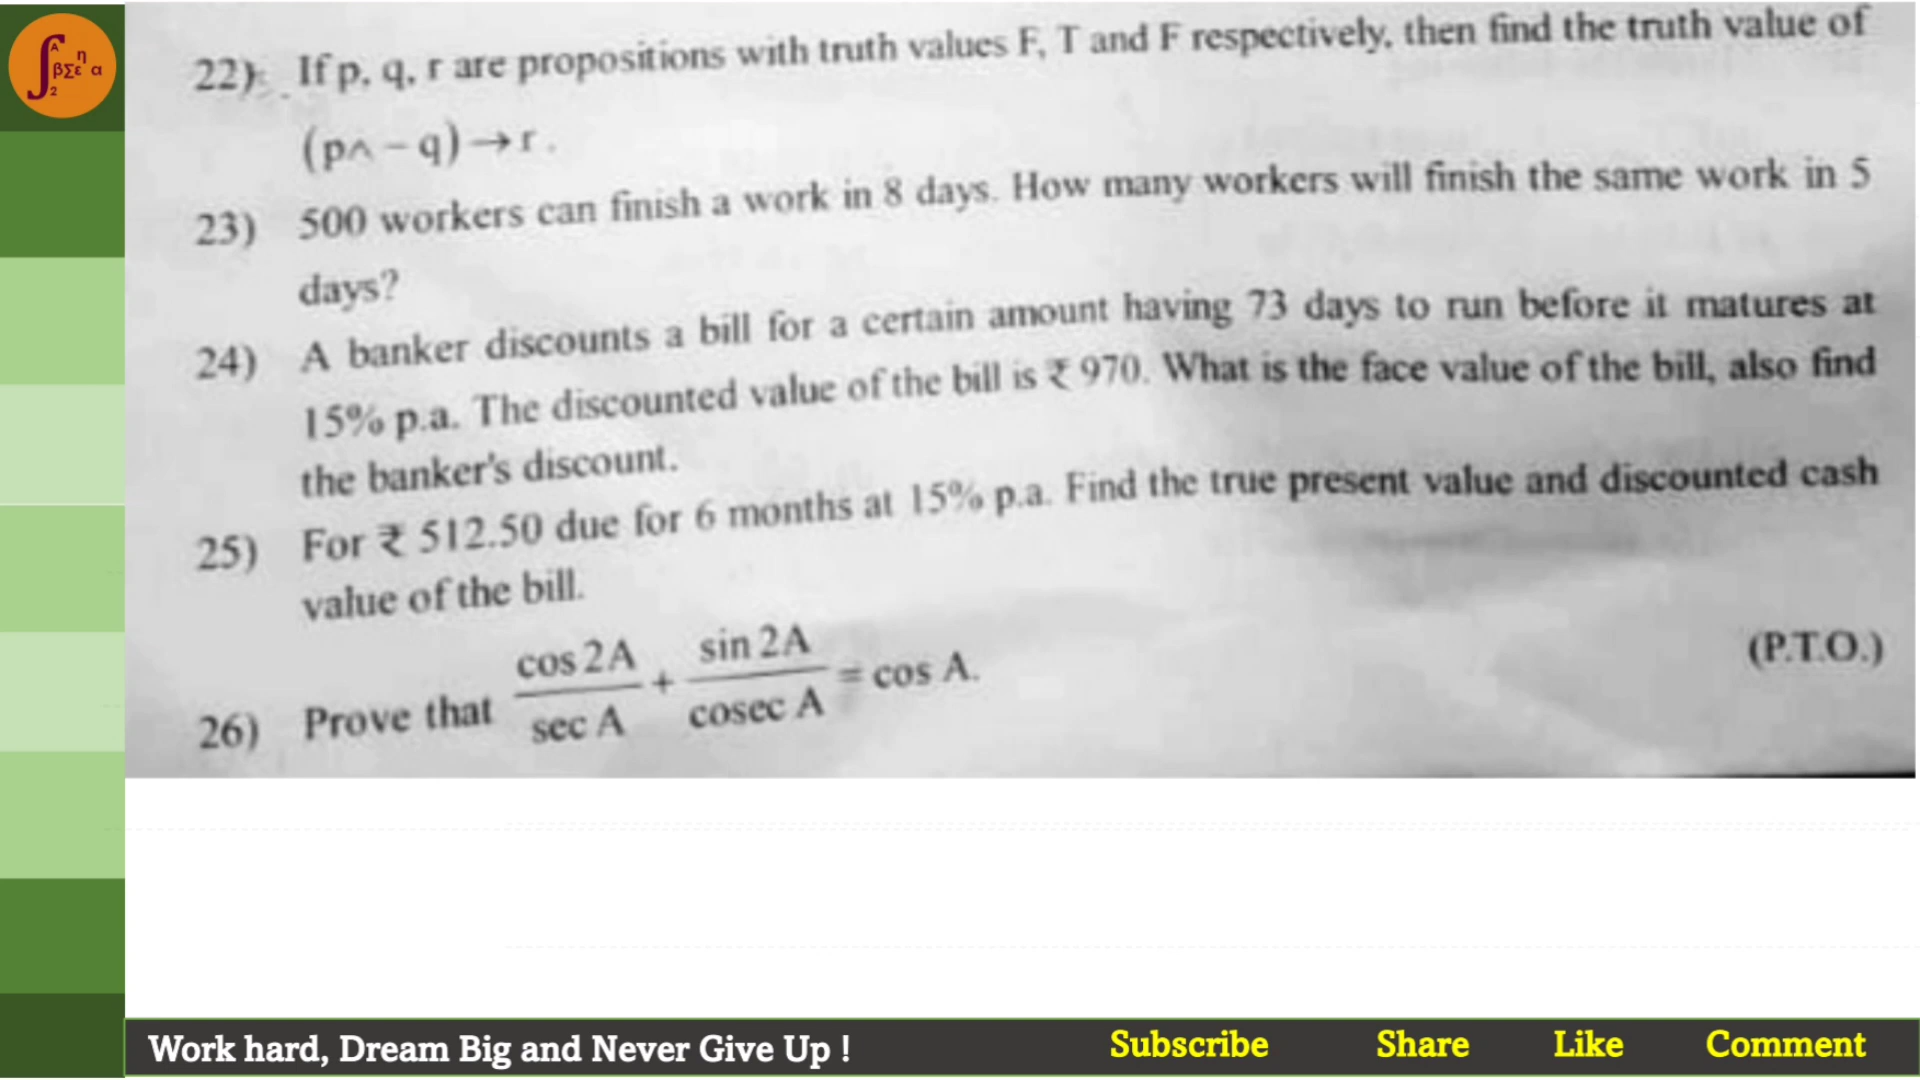 22) If p, q, r are propositions with truth values F, T and F respectively, then find the truth value of
(p∧−q)→r.
23) 500 workers can finish a work in 8 days. How many workers will finish the same work in 5
days?
24) A banker discounts a bill for a certain amount having 73 days to run before it matures at
15% p.a. The discounted value of the bill is ₹ 970. What is the face value of the bill, also find
the banker's discount.
25) For ₹ 512.50 due for 6 months at 15% p.a. Find the true present value and discounted cash
value of the bill.
26) Prove that cos 2A/sec A + sin 2A/cosec A = cos A.
(P.T.O.)
Work hard, Dream Big and Never Give Up ! Subscribe Share Like Comment